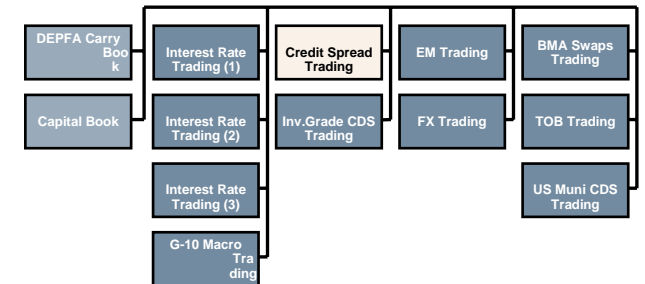 DEPFA Carry
Boo
k
Interest Rate
Trading (1)
Credit Spread
Trading
EM Trading
BMA Swaps
Trading
Capital Book
Interest Rate
Trading (2)
Inv.Grade CDS
Trading
FX Trading
TOB Trading
Interest Rate
Trading (3)
US Muni CDS
Trading
G-10 Macro
Tra
ding